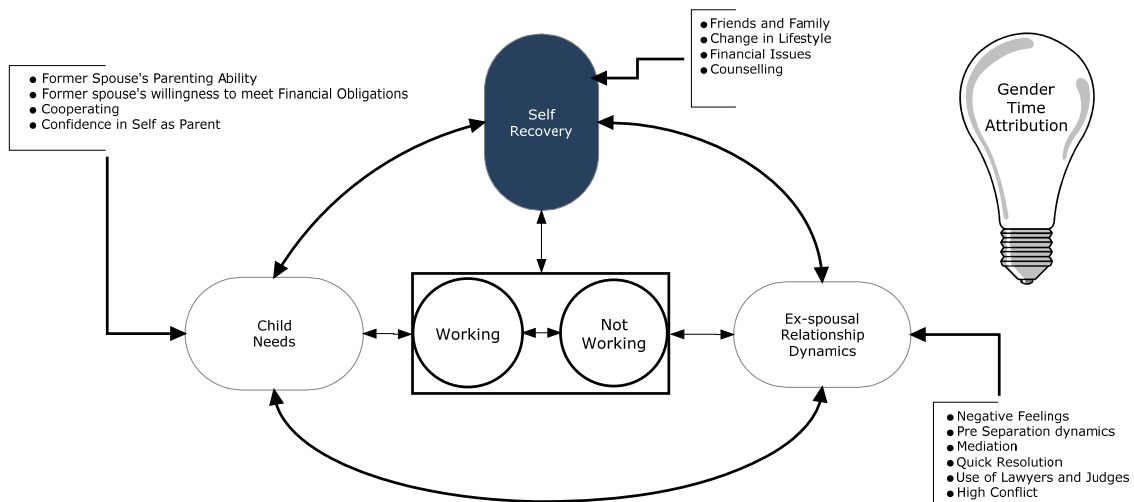 ● Friends and Family
● Change in Lifestyle
● Financial Issues
● Counselling
● Former Spouse's Parenting Ability
● Former spouse's willingness to meet Financial Obligations
● Cooperating
● Confidence in Self as Parent
Self
Recovery
Gender
Time
Attribution
Child
Needs
Working
Not
Working
Ex-spousal
Relationship
Dynamics
● Negative Feelings
● Pre Separation dynamics
● Mediation
● Quick Resolution
● Use of Lawyers and Judges
● High Conflict